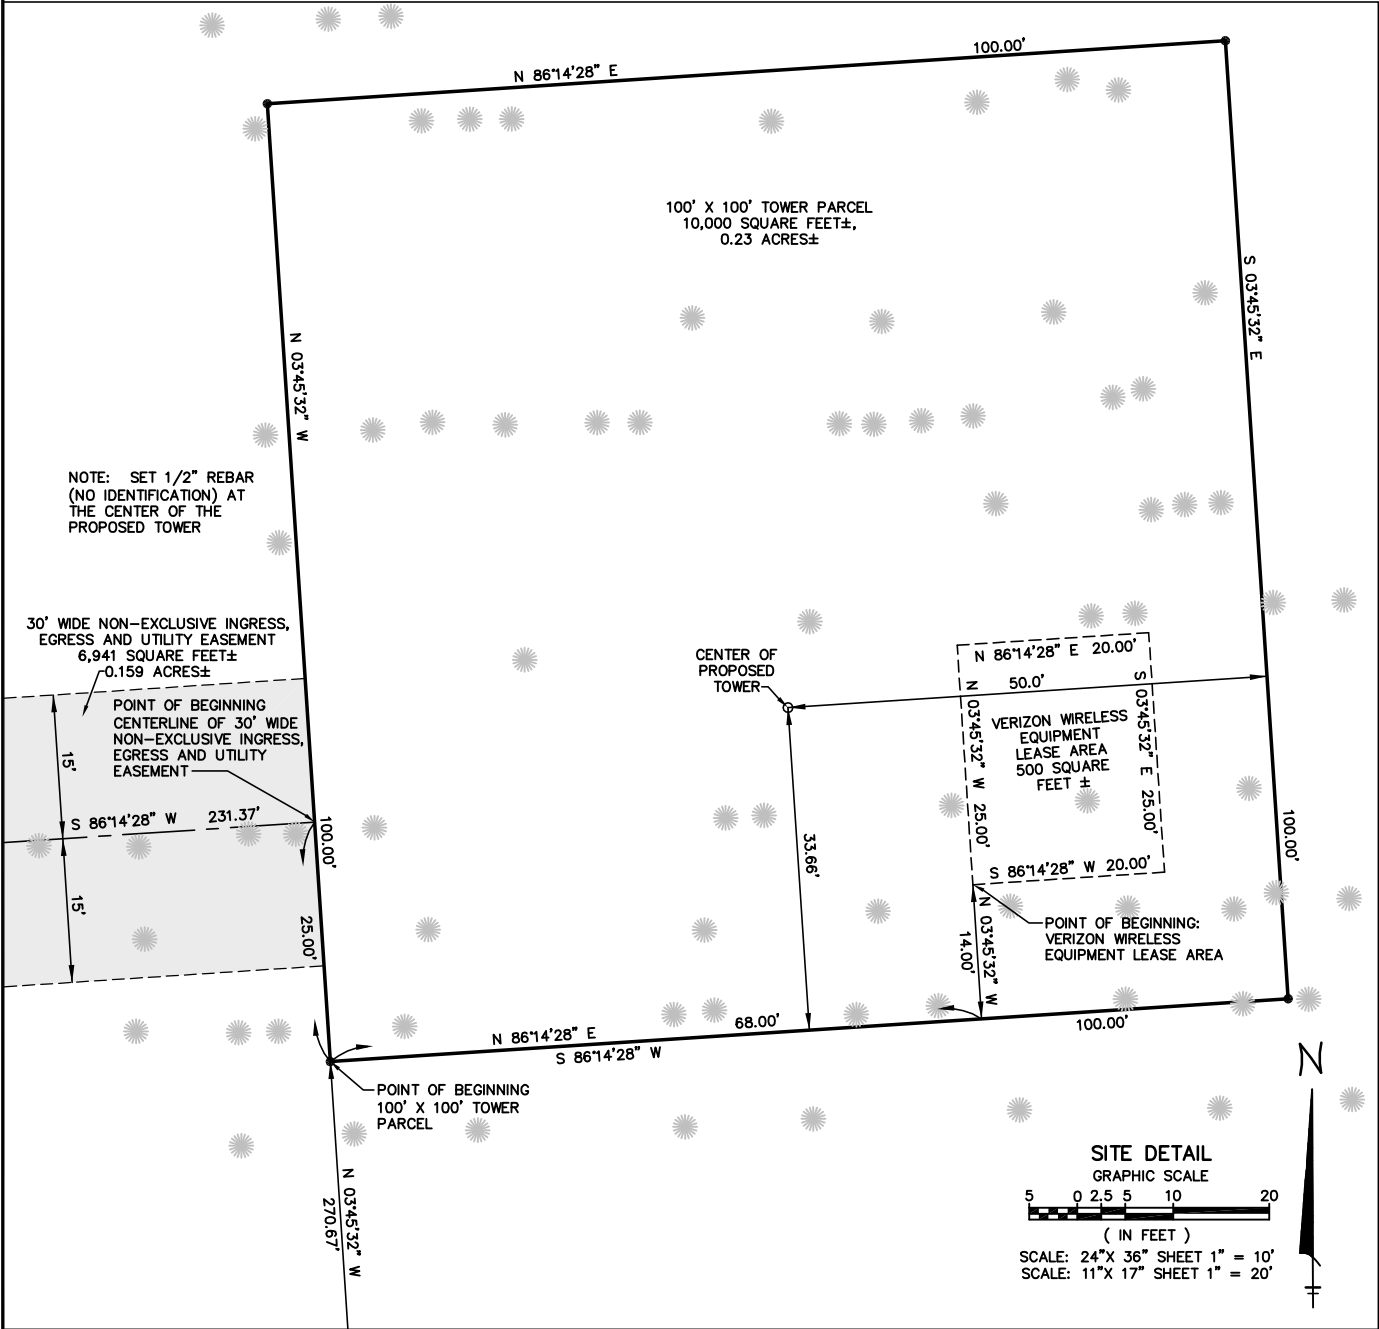 N 86°14'28" E
100.00'
100' X 100' TOWER PARCEL
10,000 SQUARE FEET±,
0.23 ACRES±
S 03°45'32" E
N 03°45'32" W
NOTE: SET 1/2" REBAR
(NO IDENTIFICATION) AT
THE CENTER OF THE
PROPOSED TOWER
30' WIDE NON-EXCLUSIVE INGRESS,
EGRESS AND UTILITY EASEMENT
6,941 SQUARE FEET±
0.159 ACRES±
POINT OF BEGINNING
CENTERLINE OF 30' WIDE
NON-EXCLUSIVE INGRESS,
EGRESS AND UTILITY
EASEMENT
15'
S 86°14'28" W 231.37'
15'
100.00'
25.00'
CENTER OF
PROPOSED
TOWER
N 86°14'28" E 20.00'
50.0'
N 03°45'32" W 25.00'
VERIZON WIRELESS
EQUIPMENT
LEASE AREA
500 SQUARE
FEET ±
S 03°45'32" E 25.00'
S 86°14'28" W 20.00'
33.66'
100.00'
N 03°45'32" W
14.00'
POINT OF BEGINNING:
VERIZON WIRELESS
EQUIPMENT LEASE AREA
N 86°14'28" E
68.00'
S 86°14'28" W
100.00'
POINT OF BEGINNING
100' X 100' TOWER
PARCEL
N 03°45'32" W
270.67'
N
SITE DETAIL
GRAPHIC SCALE
5 0 2.5 5 10 20
( IN FEET )
SCALE: 24"X 36" SHEET 1" = 10'
SCALE: 11"X 17" SHEET 1" = 20'